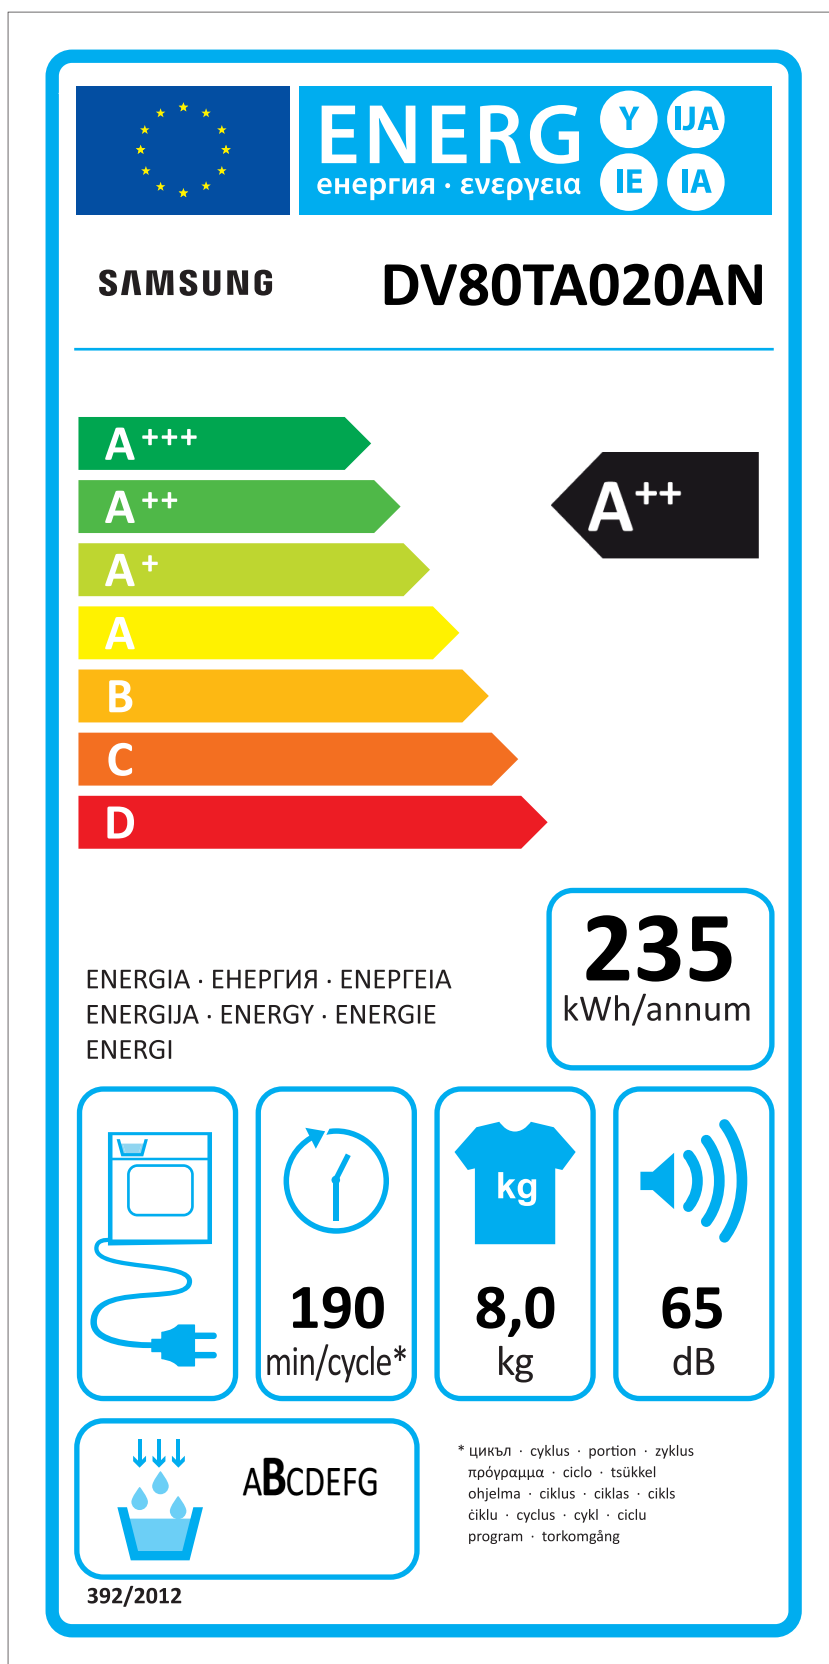 ENERG
Y IJA
IE IA
енергия · ενεργεια
SAMSUNG
DV80TA020AN
A+++
A++
A++
A+
A
B
C
D
235
kWh/annum
ENERGIA · ЕНЕРГИЯ · ΕΝΕΡΓΕΙΑ
ENERGIJA · ENERGY · ENERGIE
ENERGI
kg
190
min/cycle*
8,0
kg
65
dB
ABCDEFG
* цикъл · cyklus · portion · zyklus
πρόγραμμα · ciclo · tsükkel
ohjelma · ciklus · ciklas · cikls
ċiklu · cyclus · cykl · ciclu
program · torkomgång
392/2012